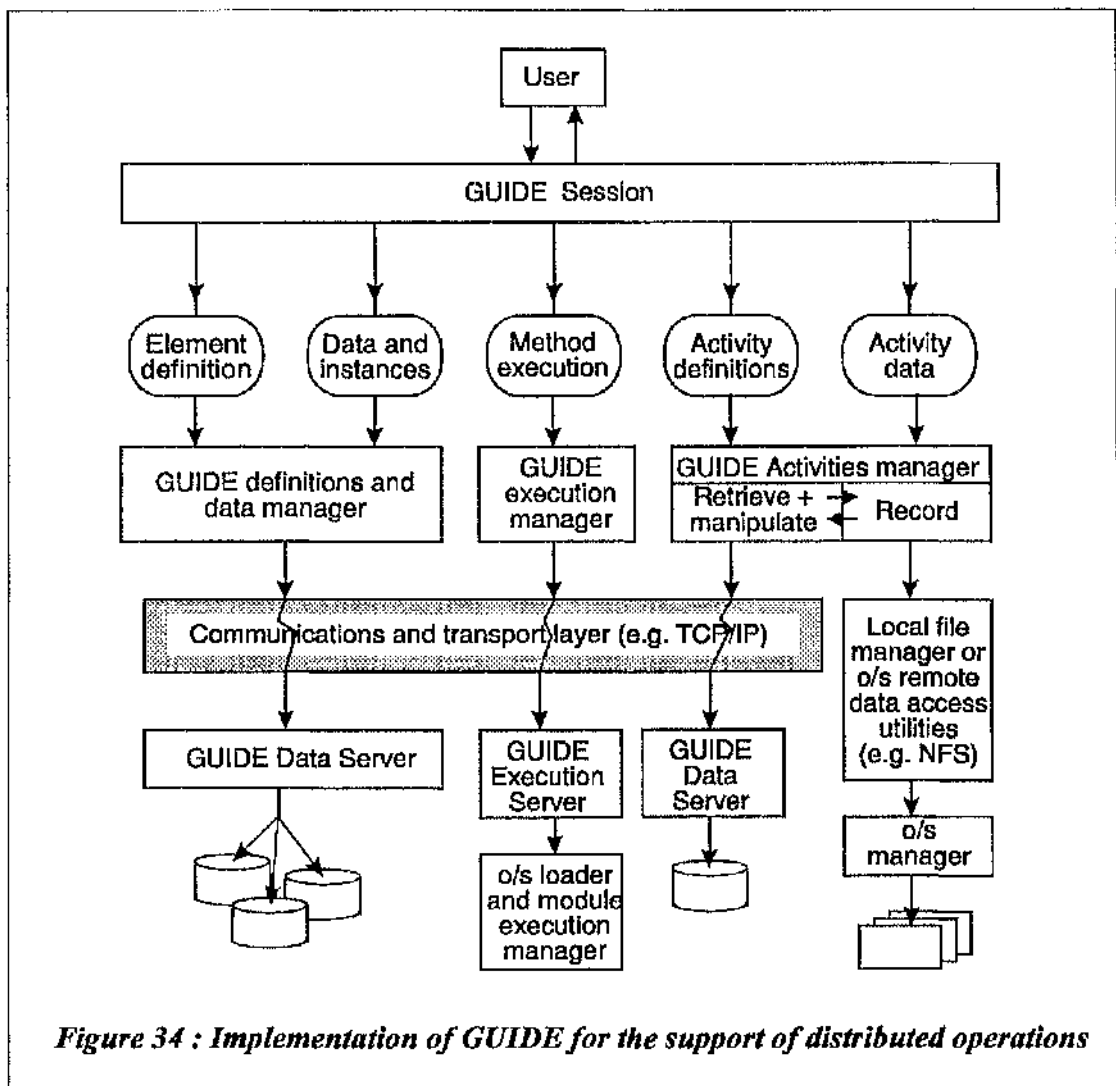 User
GUIDE Session
Element
definition
Data and
instances
Method
execution
Activity
definitions
Activity
data
GUIDE definitions and
data manager
GUIDE
execution
manager
GUIDE Activities manager
Retrieve +
manipulate
Record
Communications and transport layer (e.g. TCP/IP)
Local file
manager or
o/s remote
data access
utilities
(e.g. NFS)
GUIDE Data Server
GUIDE
Execution
Server
GUIDE
Data
Server
o/s
manager
o/s loader
and module
execution
manager
Figure 34 : Implementation of GUIDE for the support of distributed operations